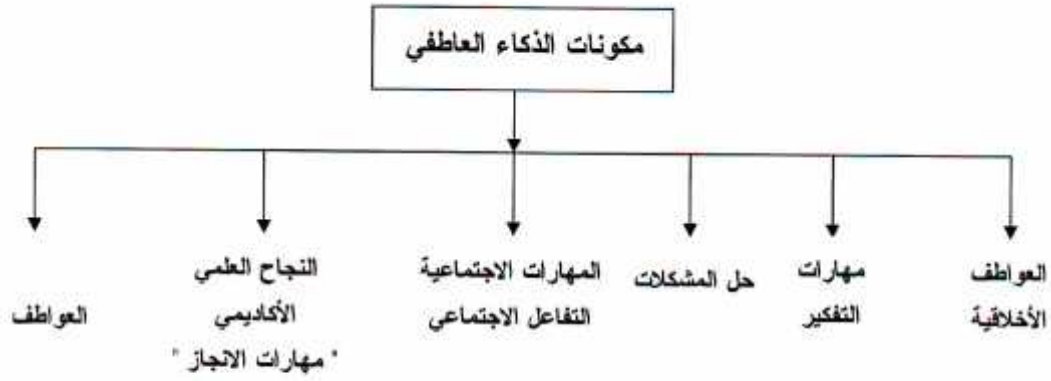 مكونات الذكاء العاطفي
العواطف
الأخلاقية
مهارات
التفكير
حل المشكلات
المهارات الاجتماعية
التفاعل الاجتماعي
النجاح العلمي
الأكاديمي
" مهارات الانجاز "
العواطف